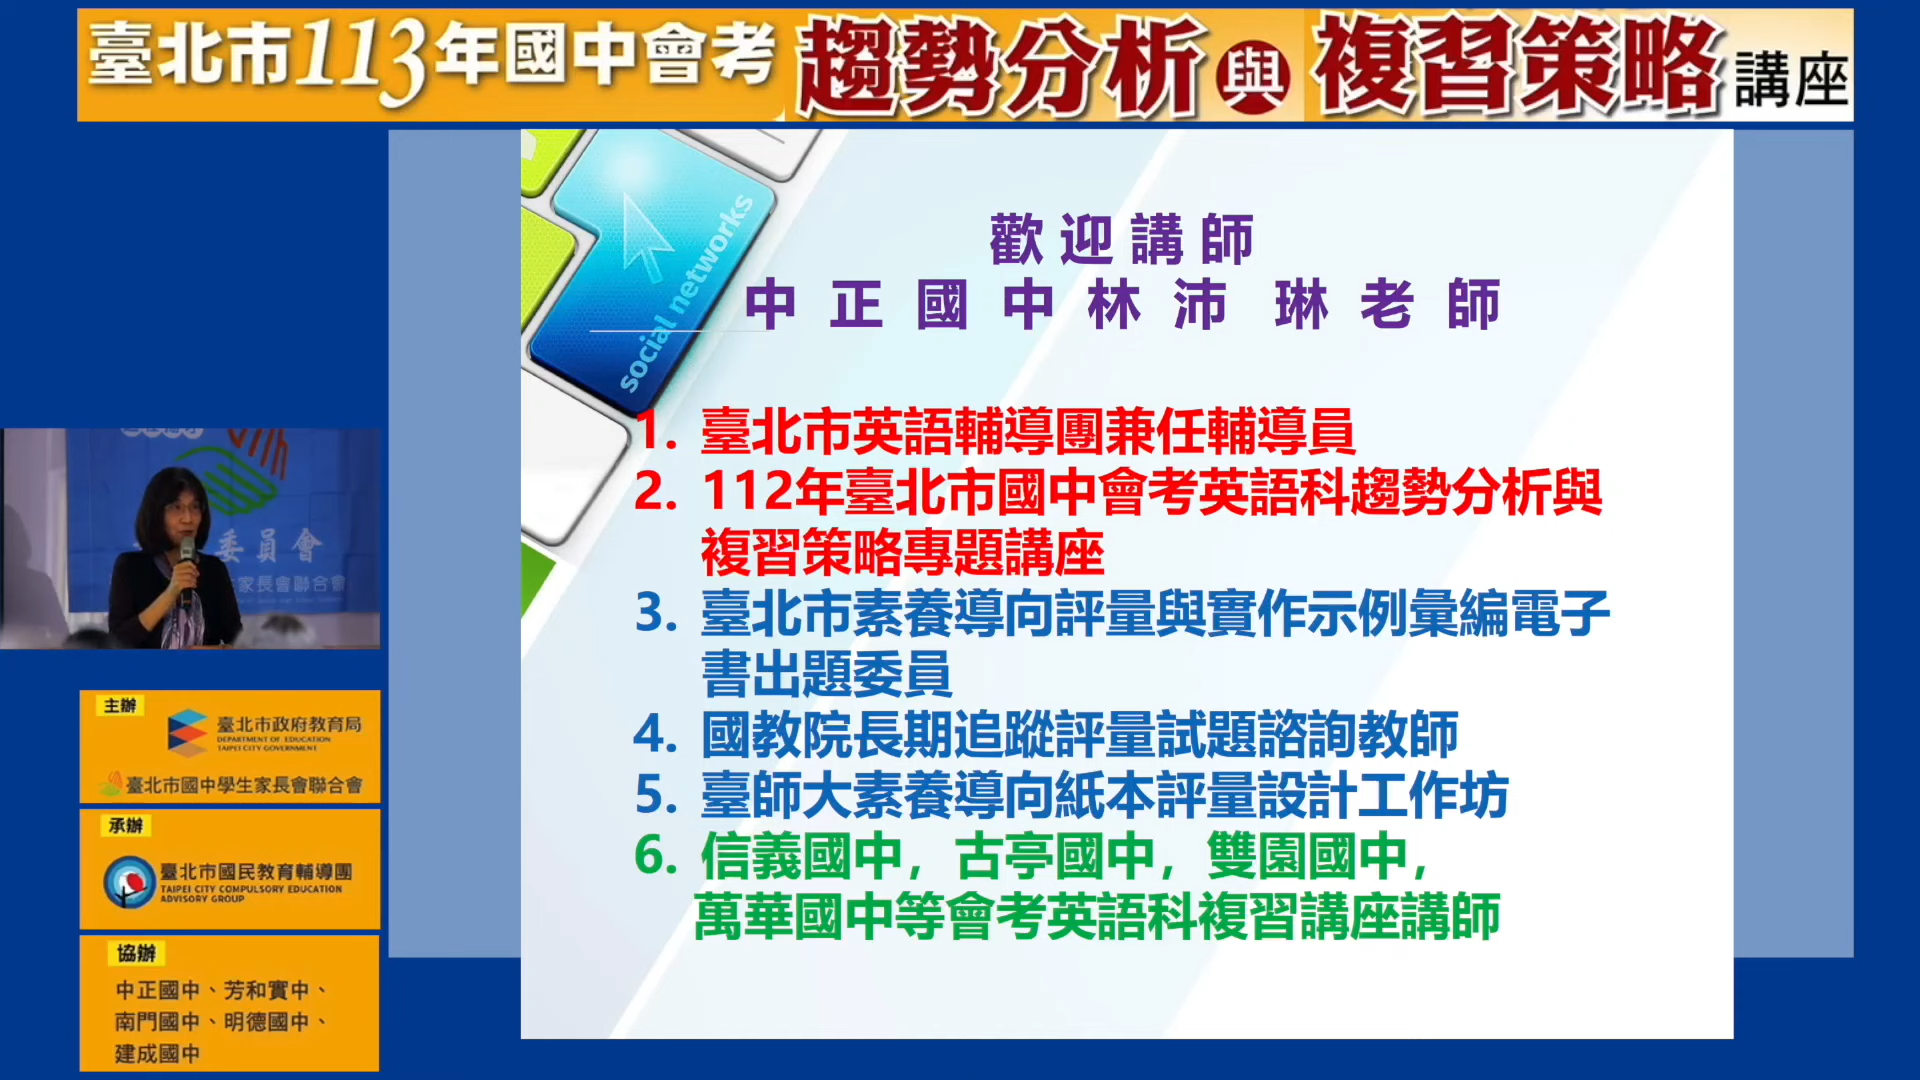 臺北市113年國中會考趨勢分析與複習策略講座
social networks
歡迎講師
中正國中林沛琳老師
1. 臺北市英語輔導團兼任輔導員
2. 112年臺北市國中會考英語科趨勢分析與
複習策略專題講座
3. 臺北市素養導向評量與實作示例彙編電子
書出題委員
4. 國教院長期追蹤評量試題諮詢教師
5. 臺師大素養導向紙本評量設計工作坊
6. 信義國中，古亭國中，雙園國中，
萬華國中等會考英語科複習講座講師
委員會
家長會聯合會
主辦
臺北市政府教育局
DEPARTMENT OF EDUCATION
TAIPEI CITY GOVERNMENT
臺北市國中學生家長會聯合會
承辦
臺北市國民教育輔導團
TAIPEI CITY COMPULSORY EDUCATION
ADVISORY GROUP
協辦
中正國中、芳和實中、
南門國中、明德國中、
建成國中